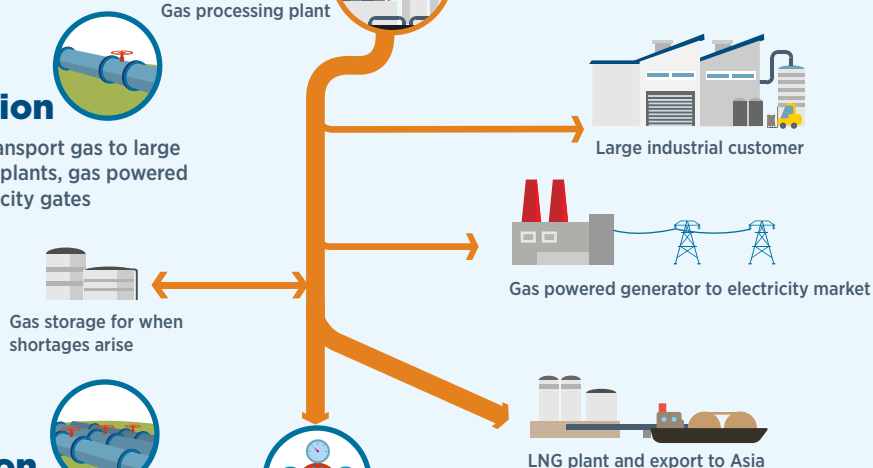 Gas processing plant
ion
ansport gas to large
plants, gas powered
city gates
Large industrial customer
Gas powered generator to electricity market
Gas storage for when
shortages arise
LNG plant and export to Asia
on